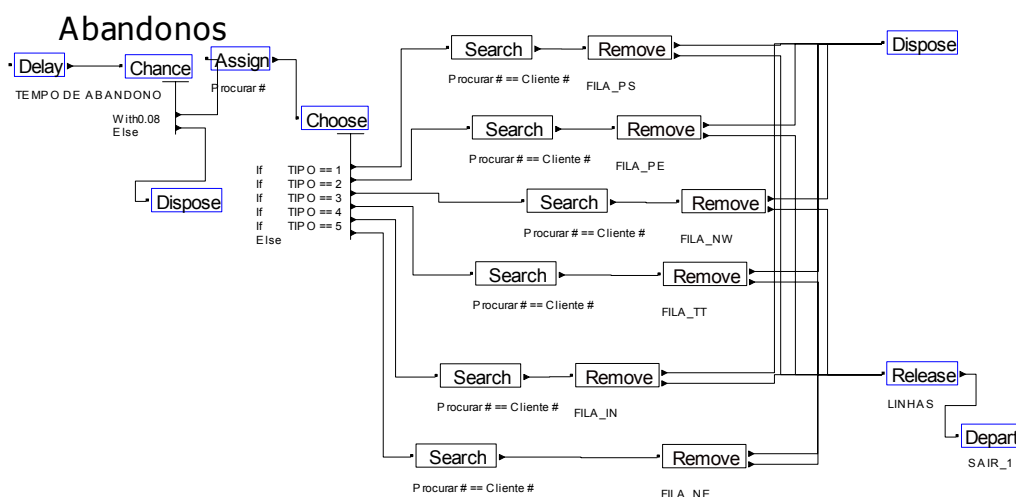 Abandonos
Delay
Chance
Assign
TEMPO DE ABANDONO
Procurar #
With0.08
Else
Dispose
Choose
If TIPO == 1
If TIPO == 2
If TIPO == 3
If TIPO == 4
If TIPO == 5
Else
Search
Remove
Procurar # == Cliente #
FILA_PS
Search
Remove
Procurar # == Cliente #
FILA_PE
Search
Remove
Procurar # == Cliente #
FILA_NW
Search
Remove
Procurar # == Cliente #
FILA_TT
Search
Remove
Procurar # == Cliente #
FILA_IN
Search
Remove
Procurar # == Cliente #
FILA_NE
Dispose
Release
LINHAS
Depart
SAIR_1